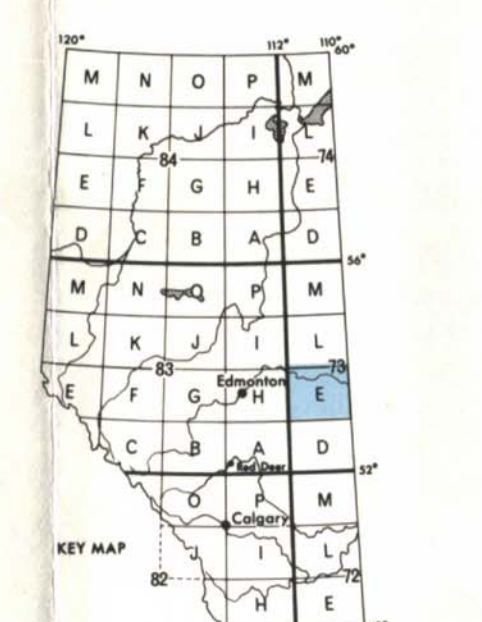 120° 112° 110°
60°
M N O P M
L K J I L
84 74
E F G H E
D C B A D
56°
M N O P M
L K J I L
83 73
Edmonton
E F G H E
C B A D
Red Deer
52°
O P M
Calgary
KEY MAP J I L
82 72
H E